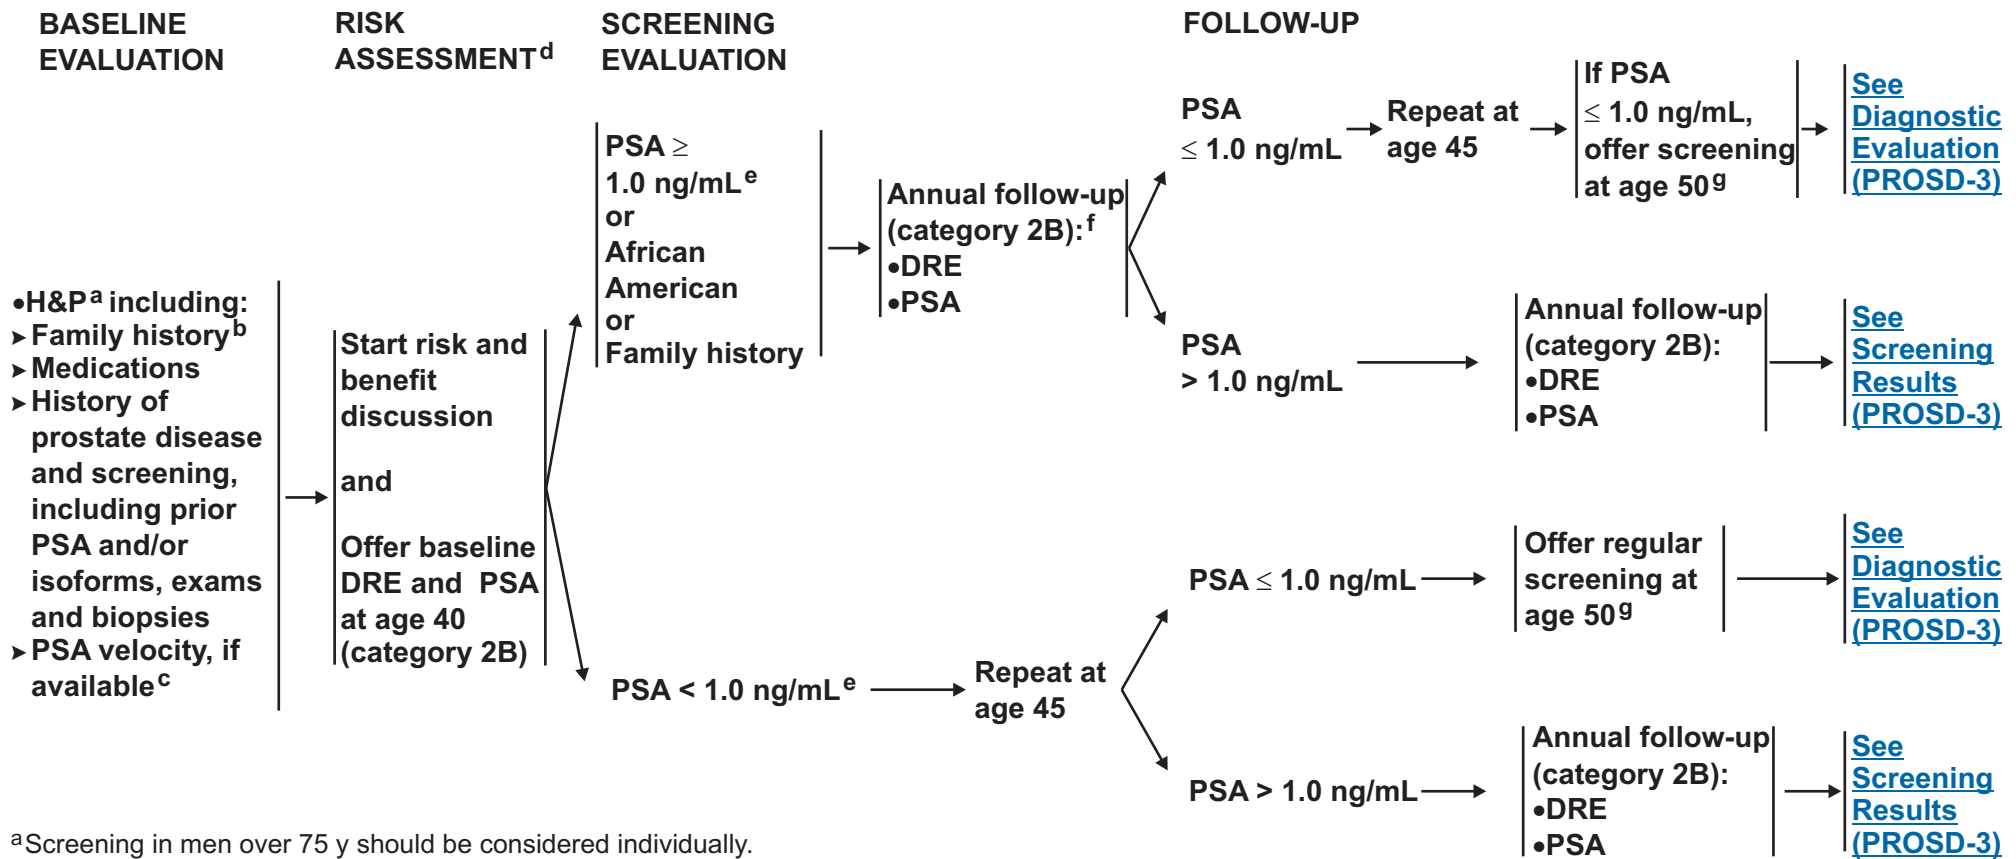 BASELINE
EVALUATION
RISK
ASSESSMENTd
SCREENING
EVALUATION
FOLLOW-UP
•H&Pa including:
➤Family historyb
➤Medications
➤History of
prostate disease
and screening,
including prior
PSA and/or
isoforms, exams
and biopsies
➤PSA velocity, if
availablec
Start risk and
benefit
discussion
and
Offer baseline
DRE and PSA
at age 40
(category 2B)
PSA ≥
1.0 ng/mLe
or
African
American
or
Family history
Annual follow-up
(category 2B):f
•DRE
•PSA
PSA
≤ 1.0 ng/mL
Repeat at
age 45
If PSA
≤ 1.0 ng/mL,
offer screening
at age 50g
See
Diagnostic
Evaluation
(PROSD-3)
PSA
> 1.0 ng/mL
Annual follow-up
(category 2B):
•DRE
•PSA
See
Screening
Results
(PROSD-3)
PSA < 1.0 ng/mLe
Repeat at
age 45
PSA ≤ 1.0 ng/mL
Offer regular
screening at
age 50g
See
Diagnostic
Evaluation
(PROSD-3)
PSA > 1.0 ng/mL
Annual follow-up
(category 2B):
•DRE
•PSA
See
Screening
Results
(PROSD-3)
aScreening in men over 75 y should be considered individually.